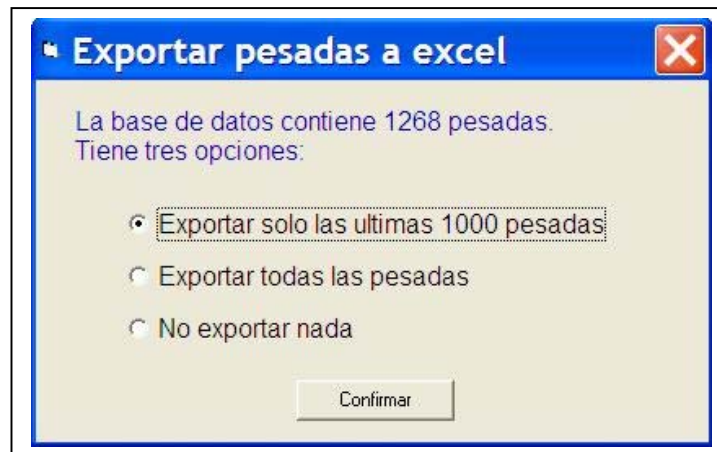 Exportar pesadas a excel
La base de datos contiene 1268 pesadas.
Tiene tres opciones:
Exportar solo las ultimas 1000 pesadas
Exportar todas las pesadas
No exportar nada
Confirmar